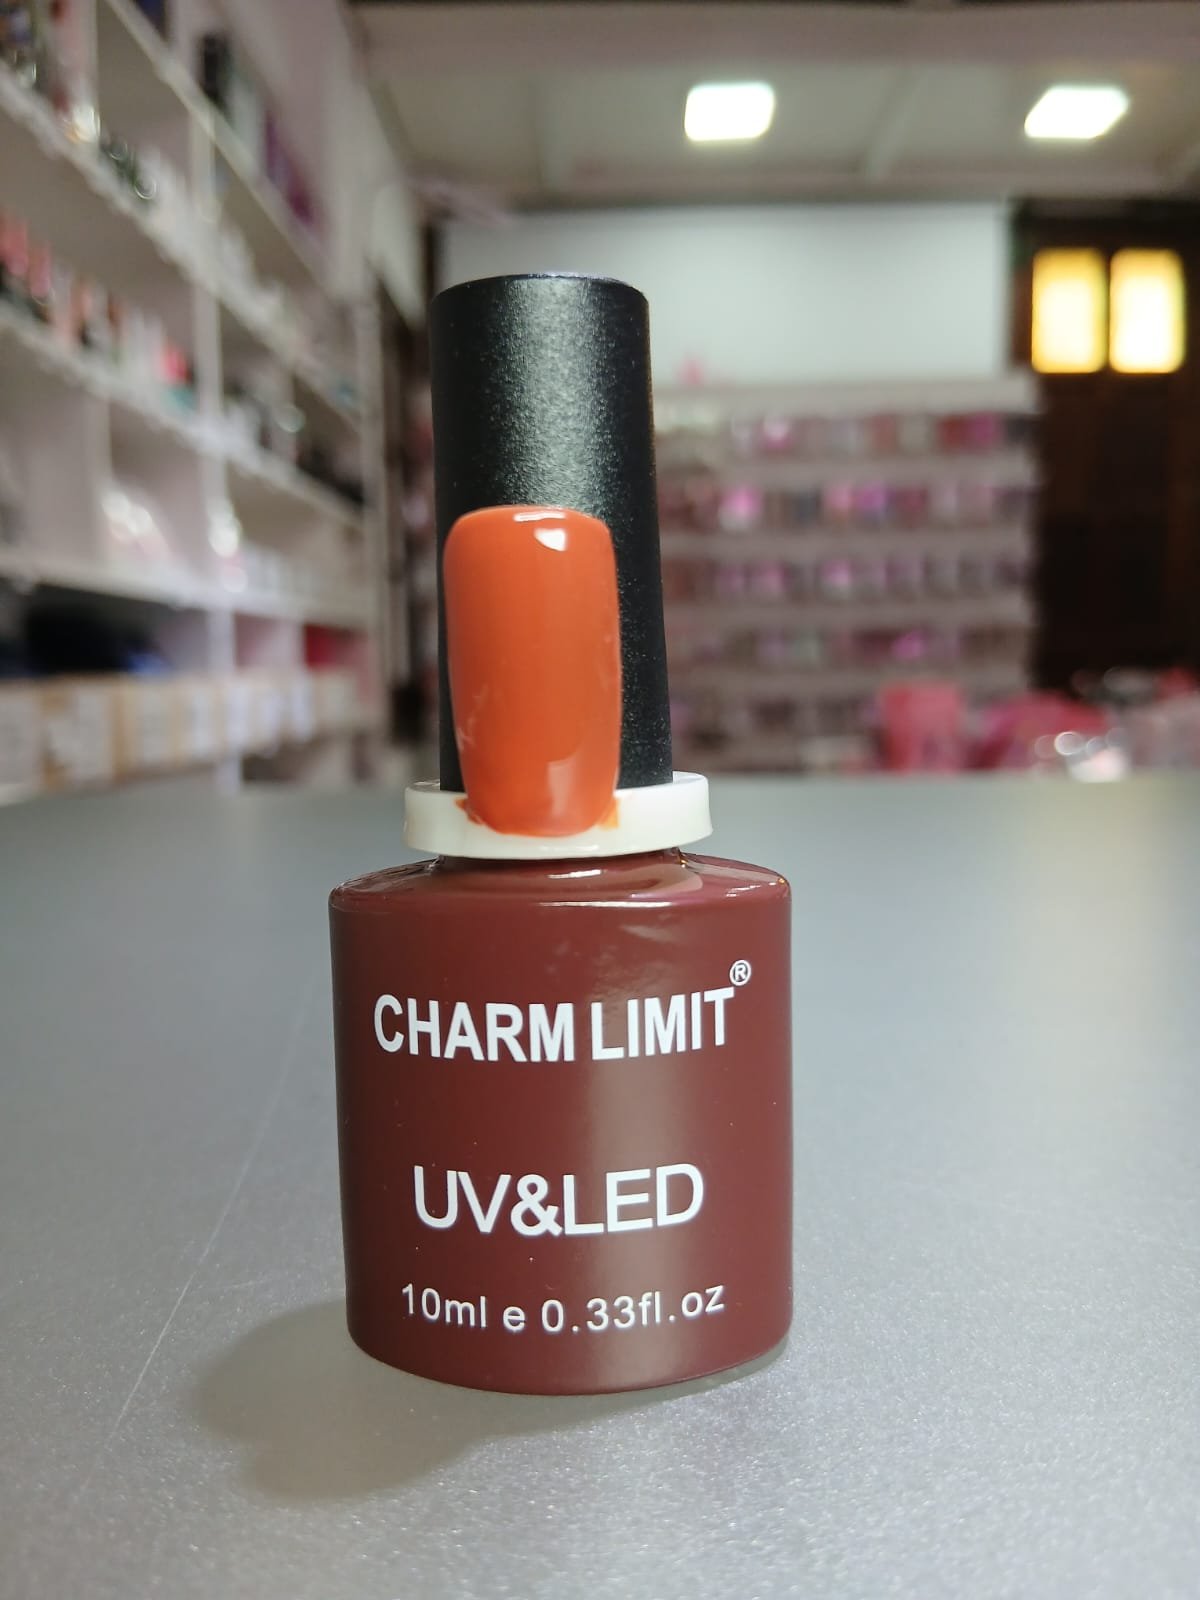 CHARM LIMIT®
UV&LED
10ml e 0.33fl.oz